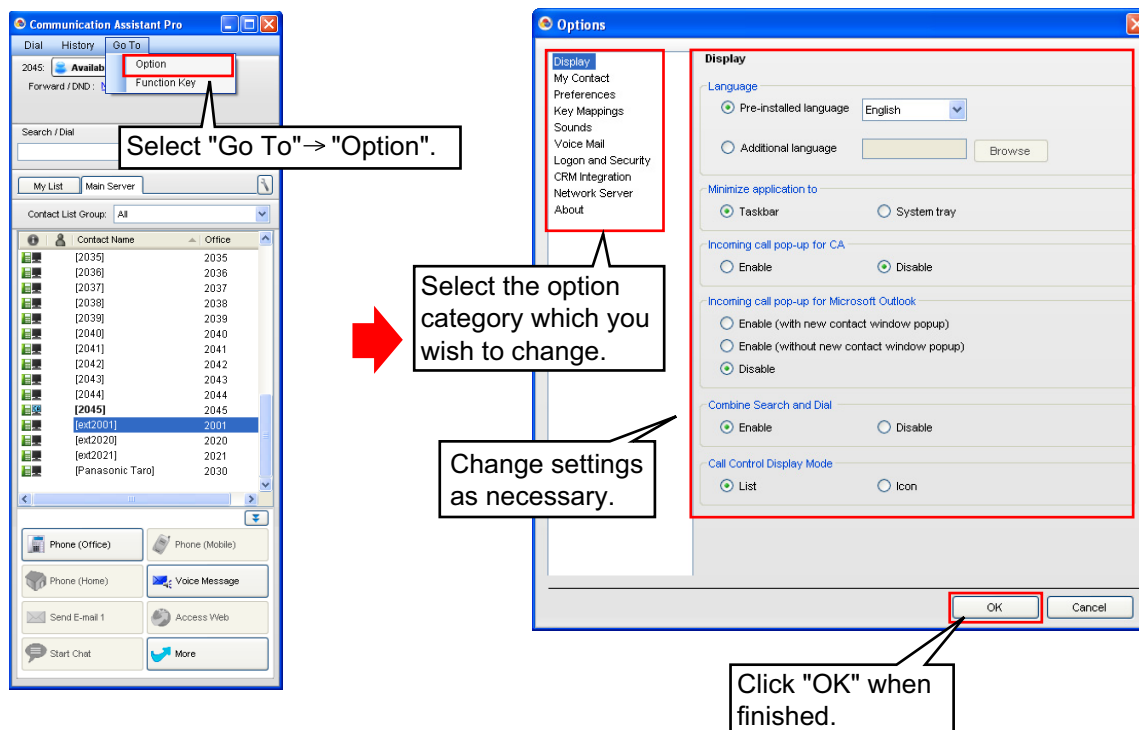 Communication Assistant Pro
Dial History Go To
Option
Function Key
2045: Availab
Forward / DND :
Search / Dial
Select "Go To"→ "Option".
My List Main Server
Contact List Group: All
Contact Name Office
[2035] 2035
[2036] 2036
[2037] 2037
[2038] 2038
[2039] 2039
[2040] 2040
[2041] 2041
[2042] 2042
[2043] 2043
[2044] 2044
[2045] 2045
[ext2001] 2001
[ext2020] 2020
[ext2021] 2021
[Panasonic Taro] 2030
Phone (Office) Phone (Mobile)
Phone (Home) Voice Message
Send E-mail 1 Access Web
Start Chat More
Options
Display
My Contact
Preferences
Key Mappings
Sounds
Voice Mail
Logon and Security
CRM Integration
Network Server
About
Select the option
category which you
wish to change.
Change settings
as necessary.
Display
Language
Pre-installed language English
Additional language Browse
Minimize application to
Taskbar System tray
Incoming call pop-up for CA
Enable Disable
Incoming call pop-up for Microsoft Outlook
Enable (with new contact window popup)
Enable (without new contact window popup)
Disable
Combine Search and Dial
Enable Disable
Call Control Display Mode
List Icon
OK Cancel
Click "OK" when
finished.